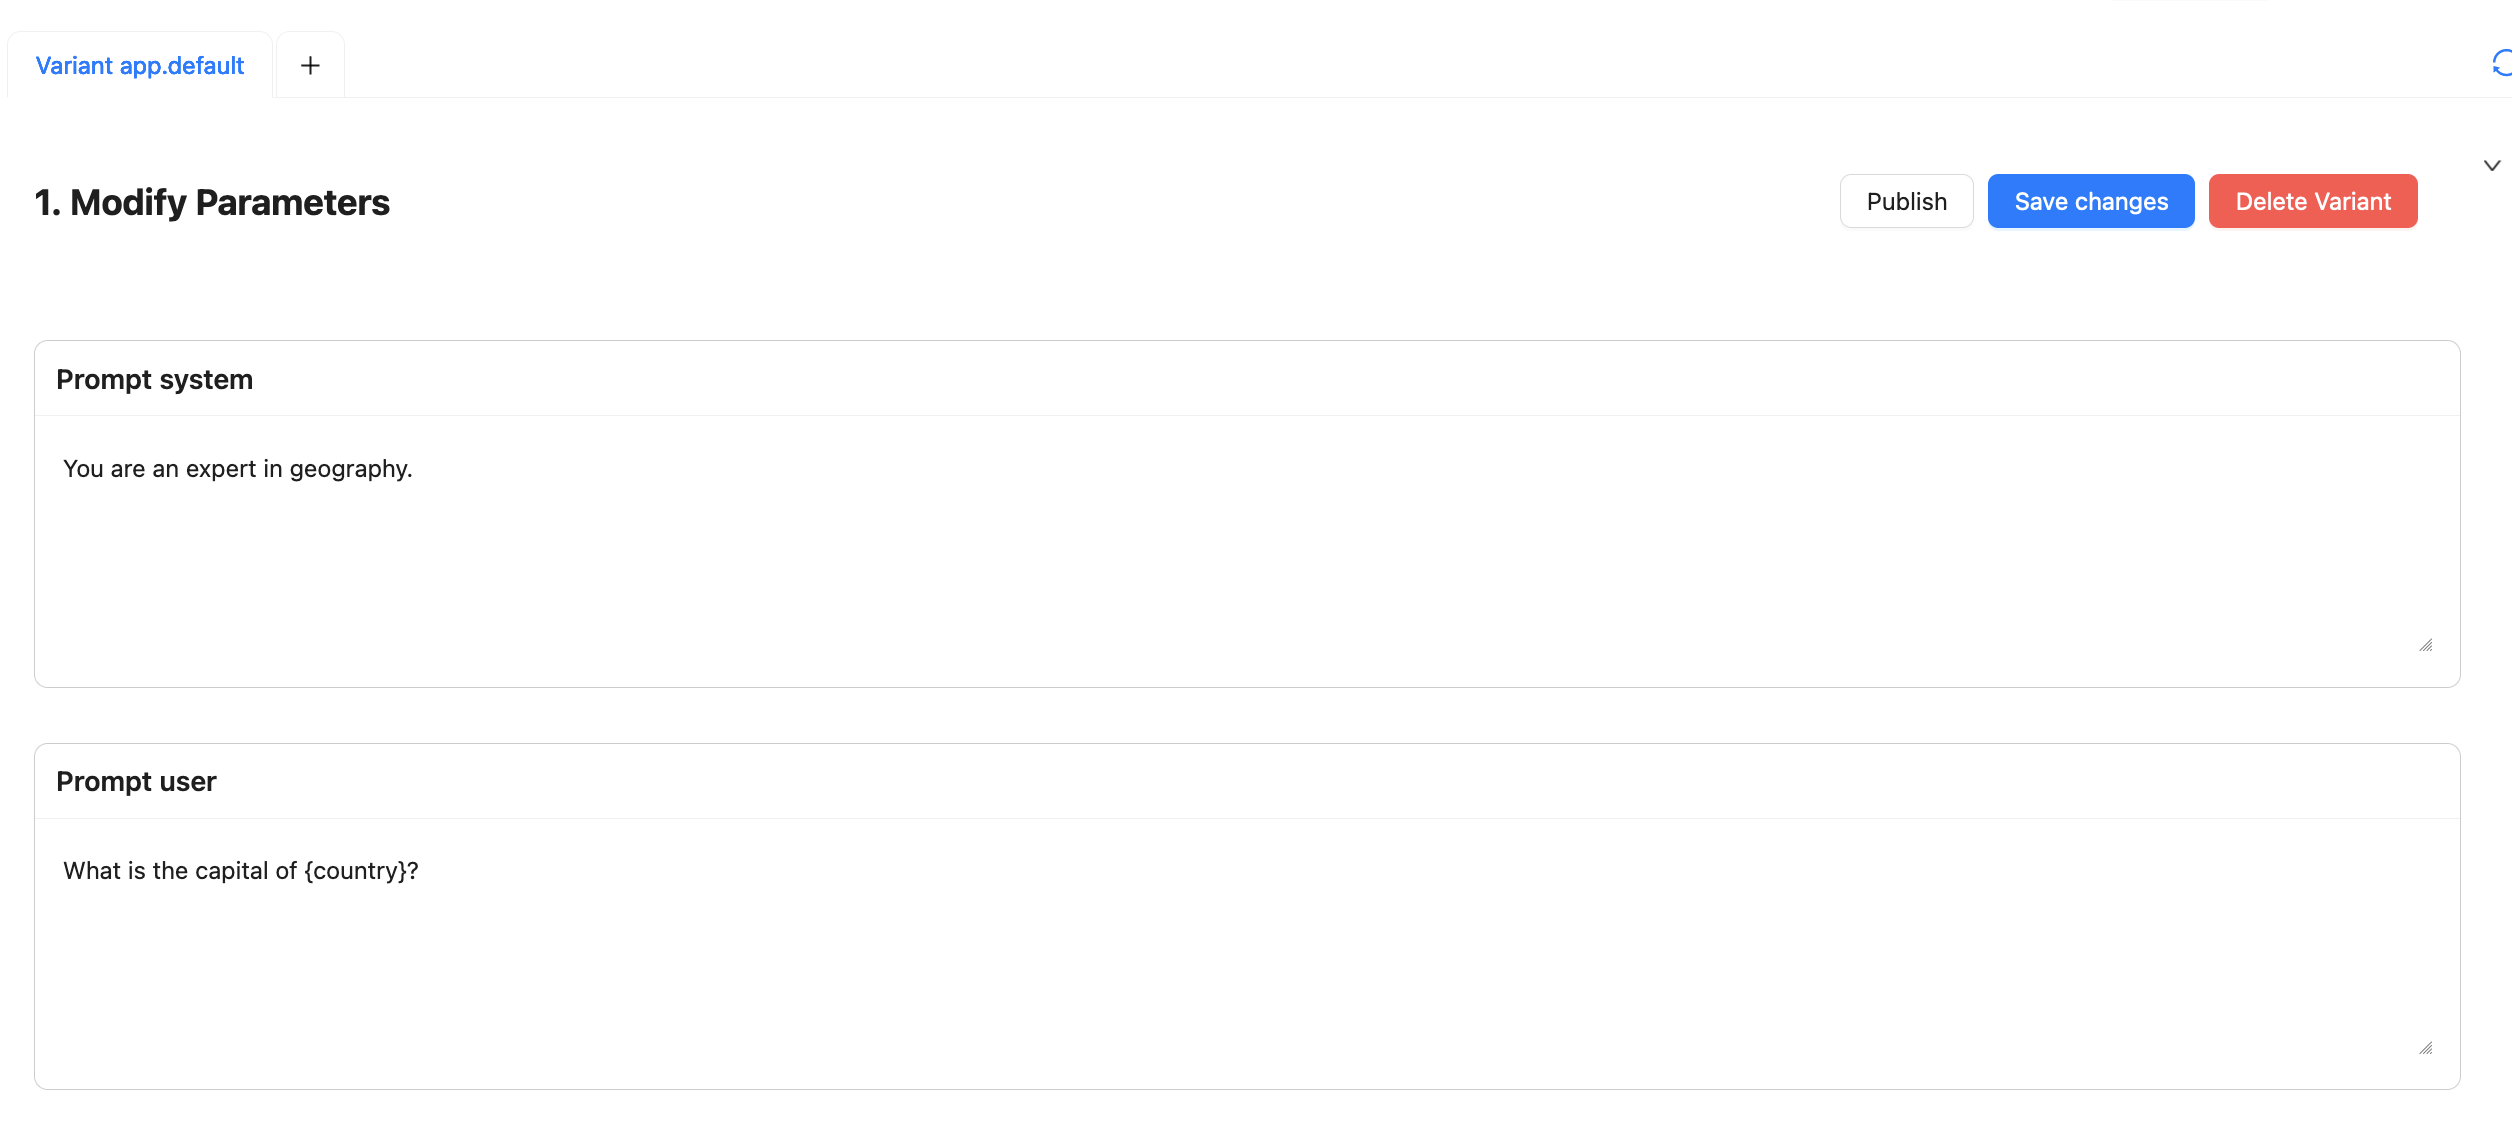 Variant app.default
+
1. Modify Parameters
Publish
Save changes
Delete Variant
Prompt system
You are an expert in geography.
Prompt user
What is the capital of {country}?